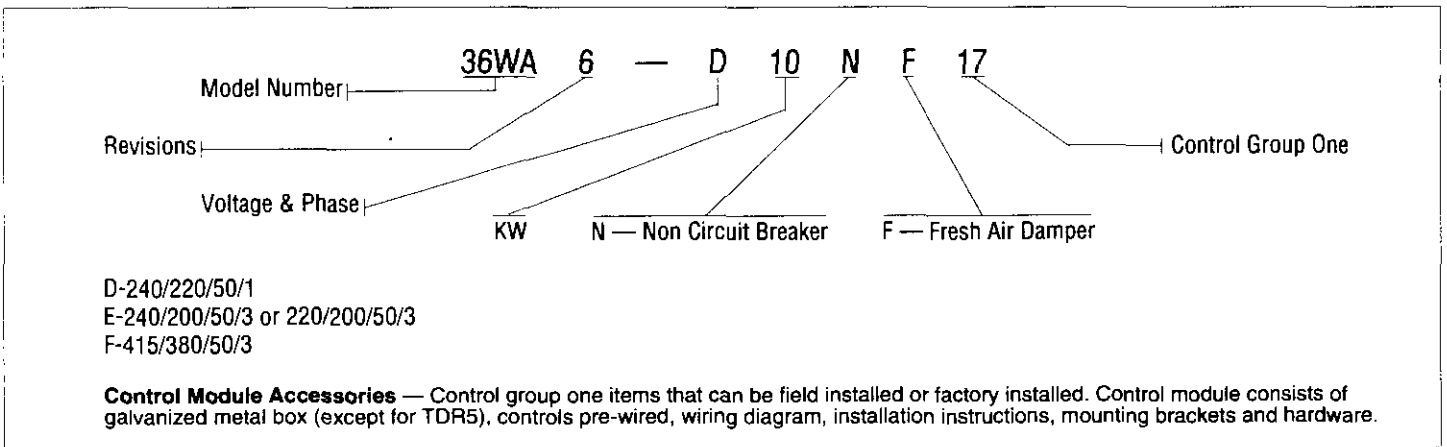 36WA 6 — D 10 N F 17
Model Number
Revisions
Control Group One
Voltage & Phase
KW N — Non Circuit Breaker F — Fresh Air Damper
D-240/220/50/1
E-240/200/50/3 or 220/200/50/3
F-415/380/50/3
Control Module Accessories — Control group one items that can be field installed or factory installed. Control module consists of
galvanized metal box (except for TDR5), controls pre-wired, wiring diagram, installation instructions, mounting brackets and hardware.